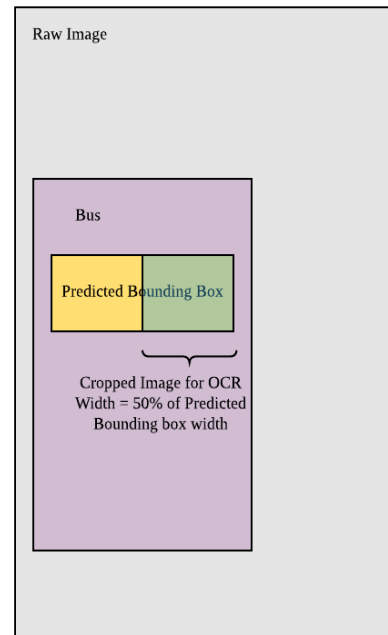 Raw Image
Bus
Predicted Bounding Box
Cropped Image for OCR
Width = 50% of Predicted
Bounding box width